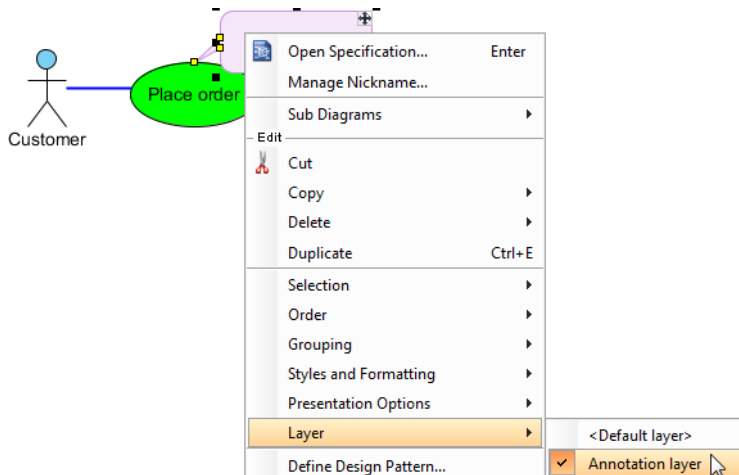 Open Specification... Enter
Manage Nickname...
Place order
Sub Diagrams
Customer
Edit
Cut
Copy
Delete
Duplicate Ctrl+E
Selection
Order
Grouping
Styles and Formatting
Presentation Options
Layer
<Default layer>
Define Design Pattern...
Annotation layer